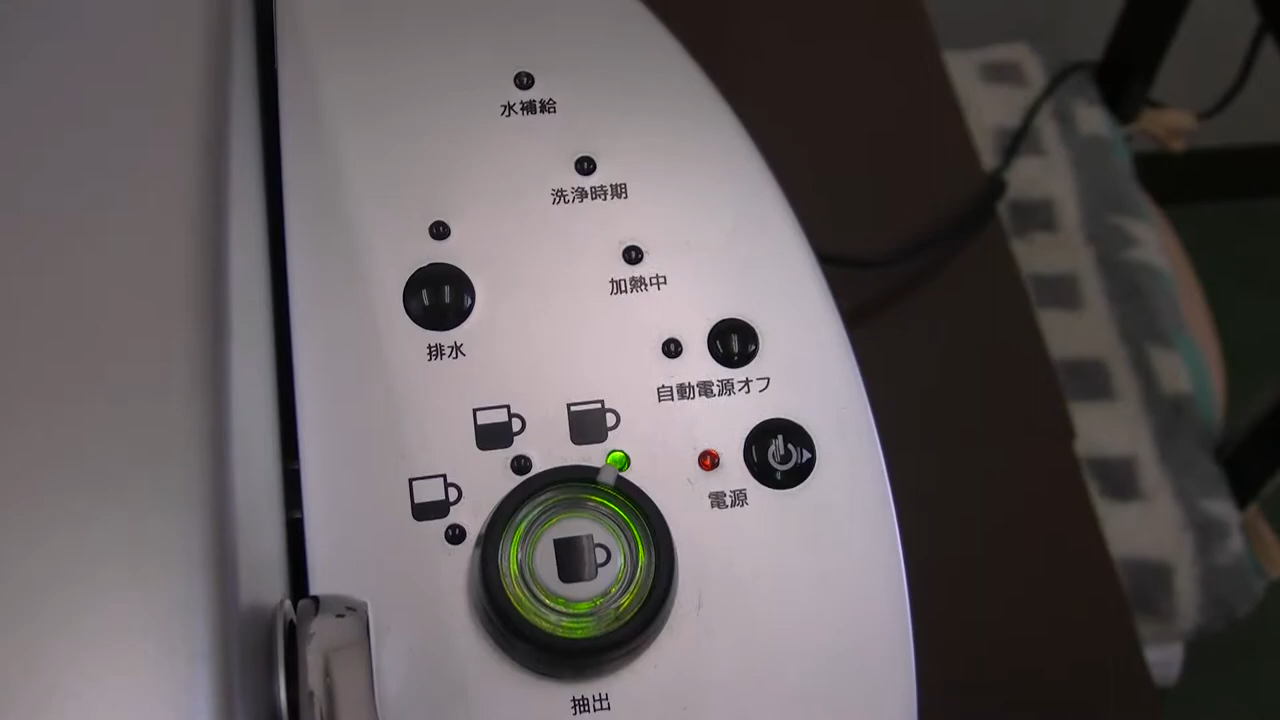 水補給
洗浄時期
加熱中
排水
自動電源オフ
電源
抽出